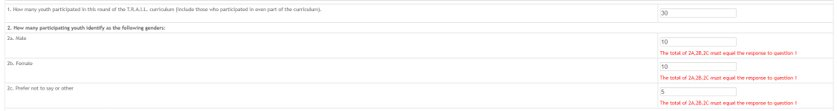 1. How many youth participated in this round of the T.R.A.I.L. curriculum (include those who participated in even part of the curriculum).
30
2. How many participating youth identify as the following genders:
2a. Male
10
The total of 2A,2B,2C must equal the response to question 1
2b. Female
10
The total of 2A,2B,2C must equal the response to question 1
2c. Prefer not to say or other
5
The total of 2A,2B,2C must equal the response to question 1